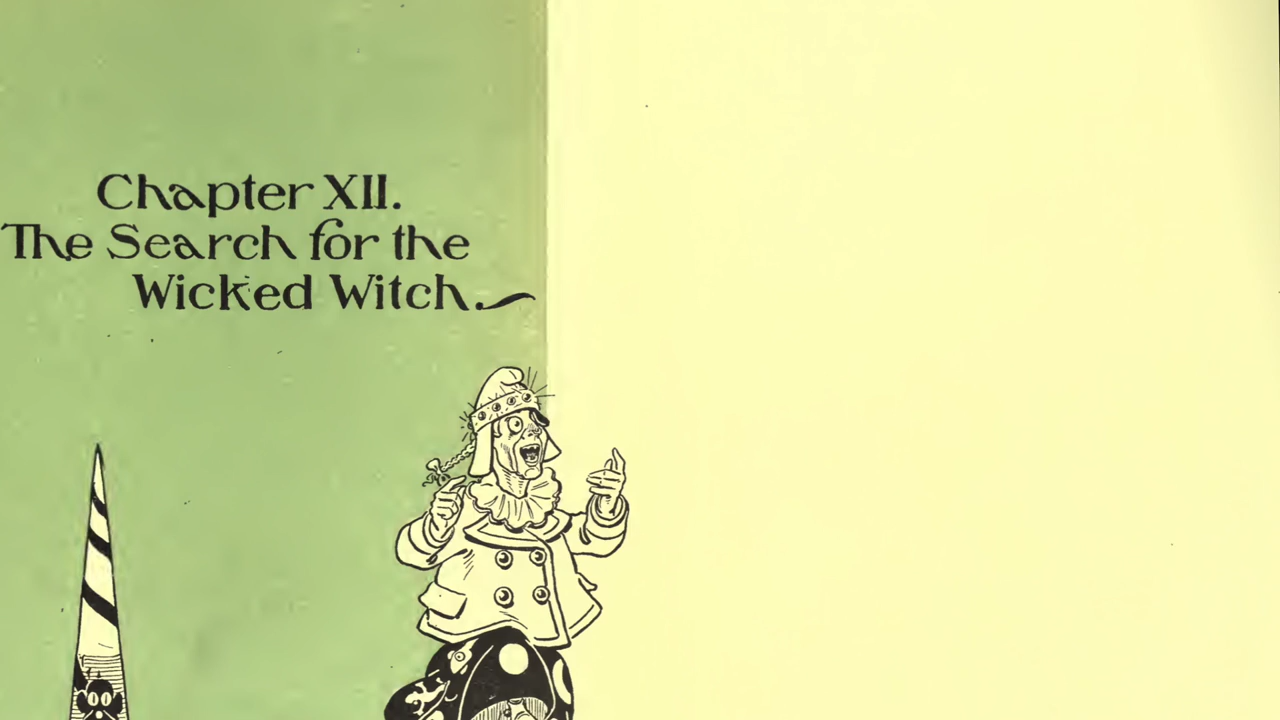 Chapter XII.
The Search for the
Wicked Witch.